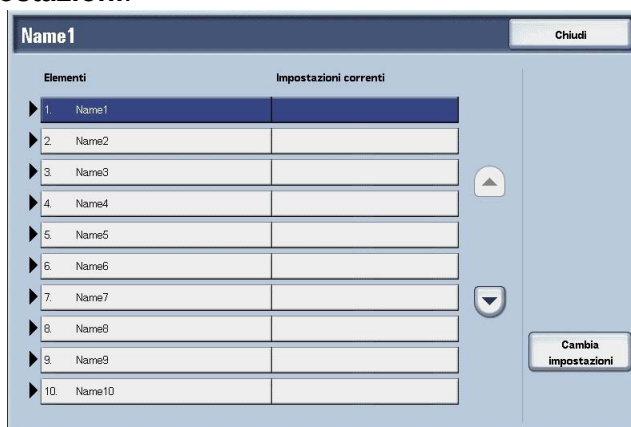 Name1
Chiudi
Elementi Impostazioni correnti
1. Name1
2. Name2
3. Name3
4. Name4
5. Name5
6. Name6
7. Name7
8. Name8
9. Name9
10. Name10
Cambia
impostazioni